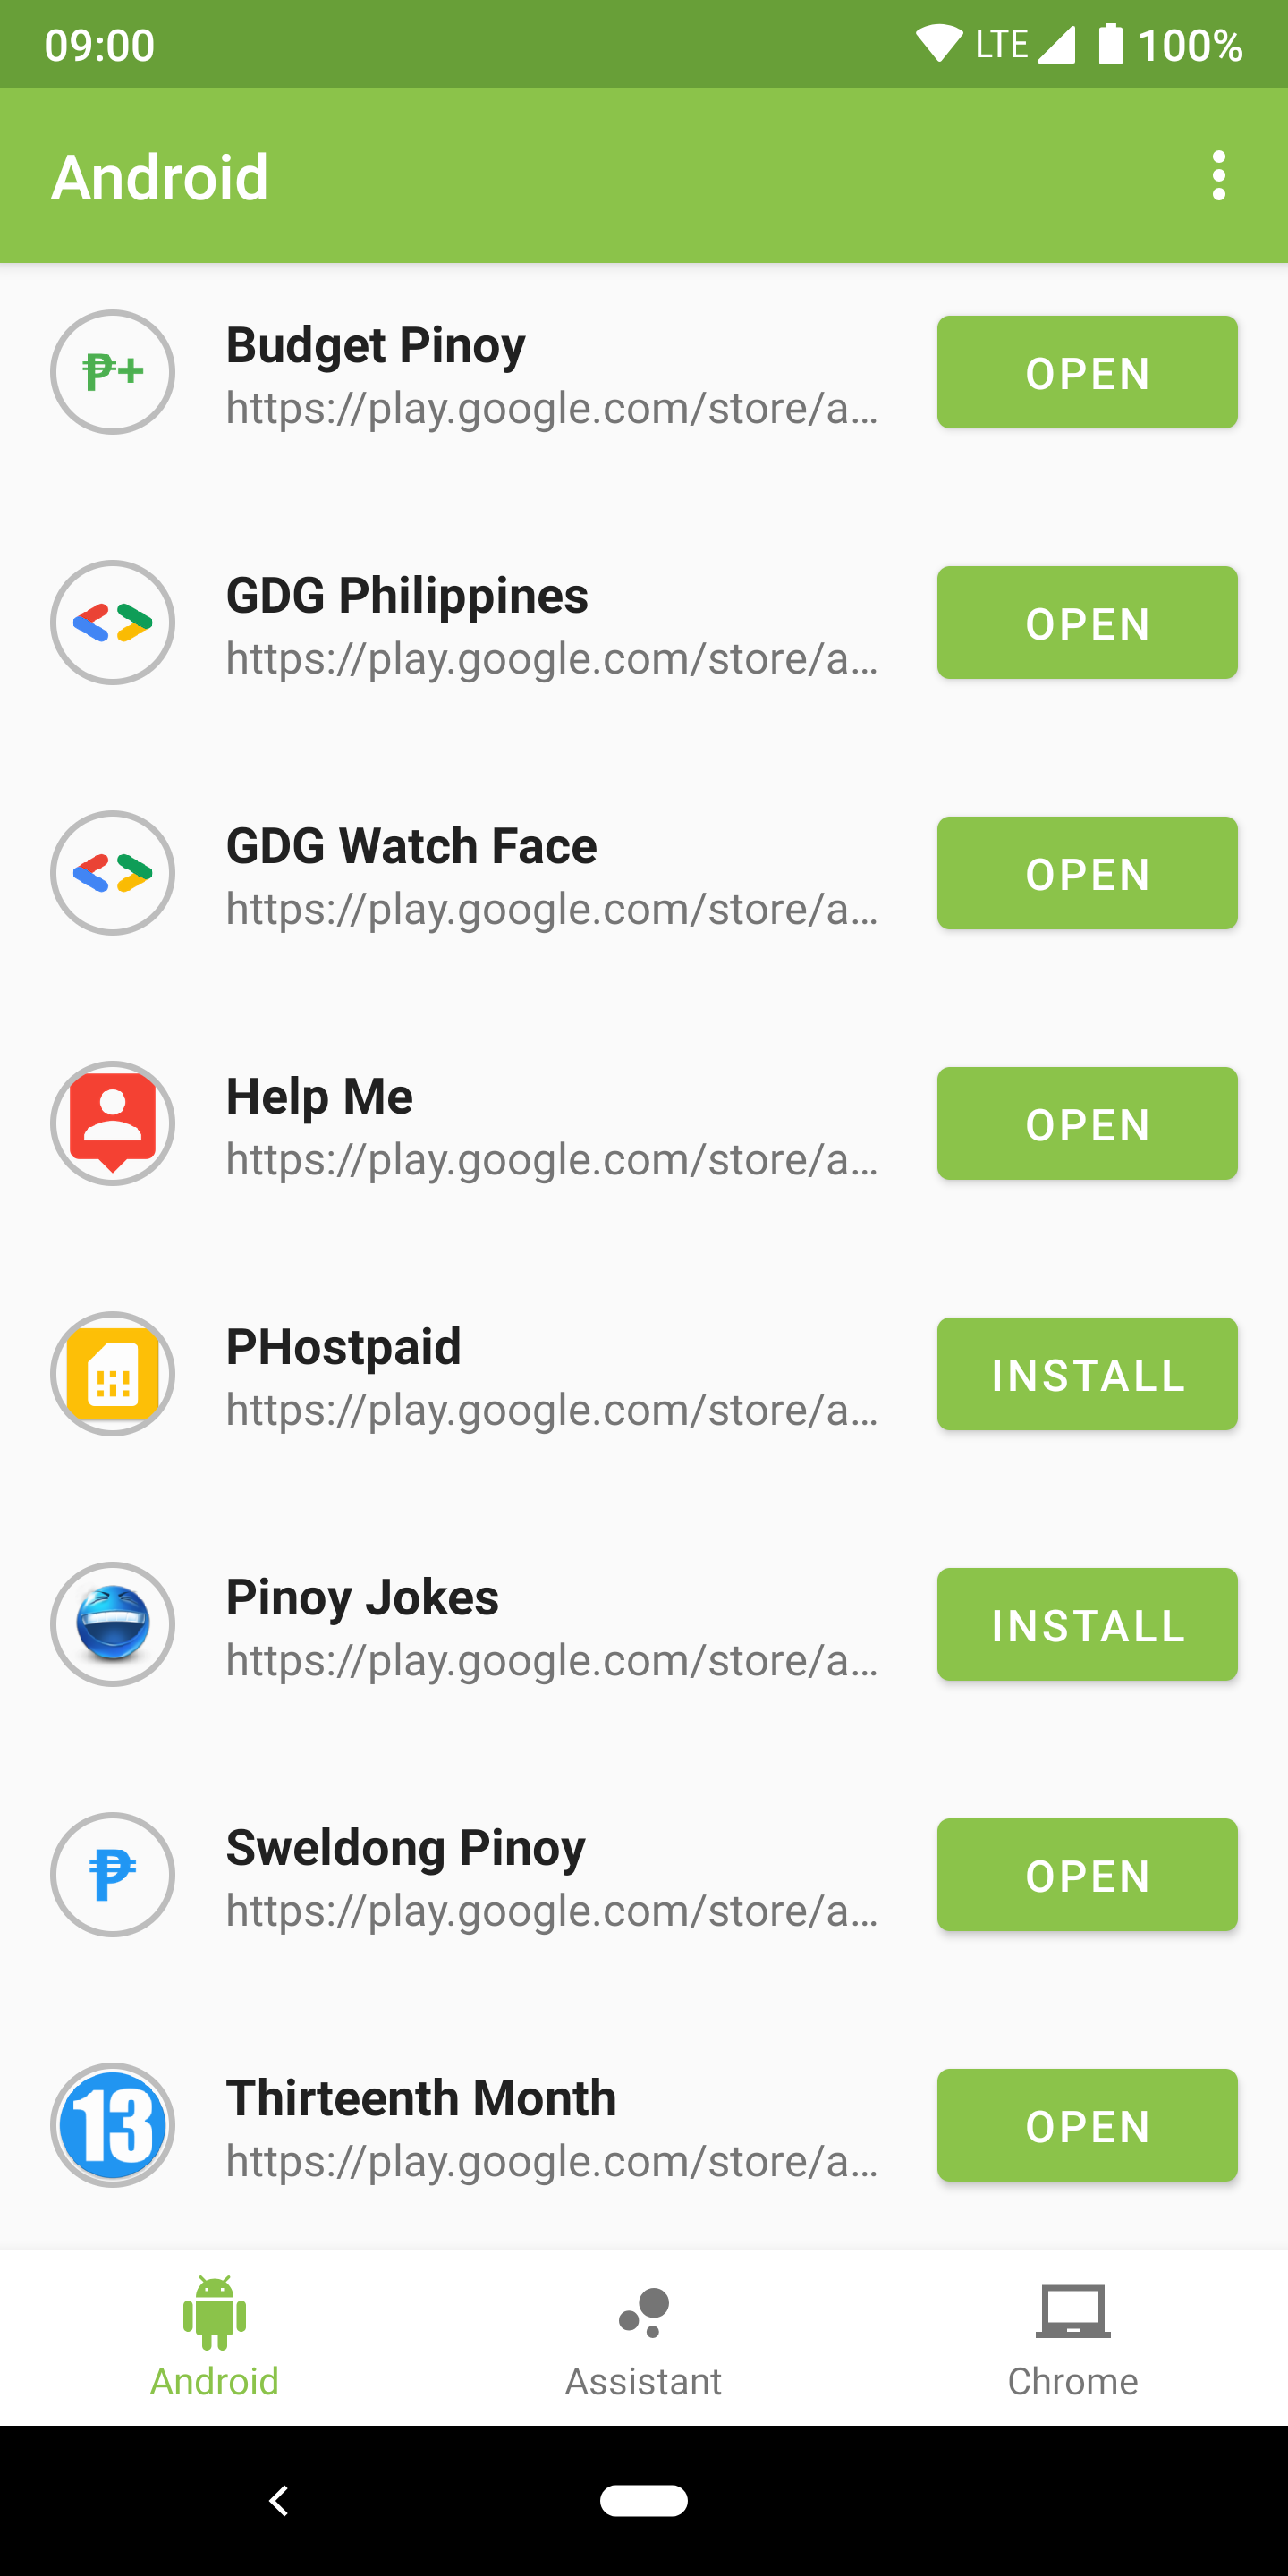 09:00 LTE 100%
Android
₱+
Budget Pinoy
https://play.google.com/store/a...
OPEN
GDG Philippines
https://play.google.com/store/a...
OPEN
GDG Watch Face
https://play.google.com/store/a...
OPEN
Help Me
https://play.google.com/store/a...
OPEN
PHostpaid
https://play.google.com/store/a...
INSTALL
Pinoy Jokes
https://play.google.com/store/a...
INSTALL
₱
Sweldong Pinoy
https://play.google.com/store/a...
OPEN
13
Thirteenth Month
https://play.google.com/store/a...
OPEN
Android Assistant Chrome